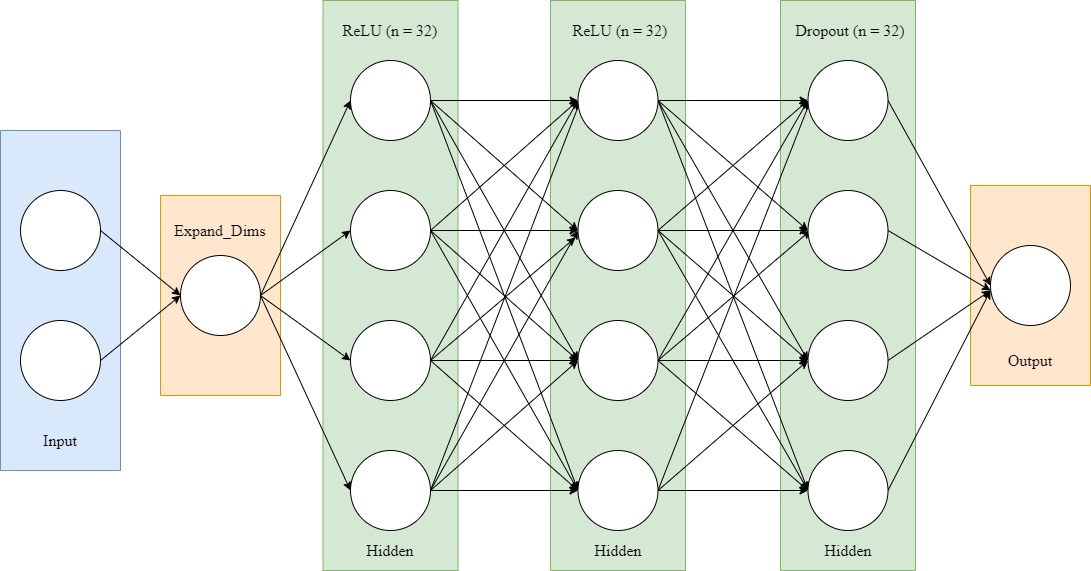 ReLU (n = 32)
ReLU (n = 32)
Dropout (n = 32)
Expand_Dims
Input
Output
Hidden
Hidden
Hidden